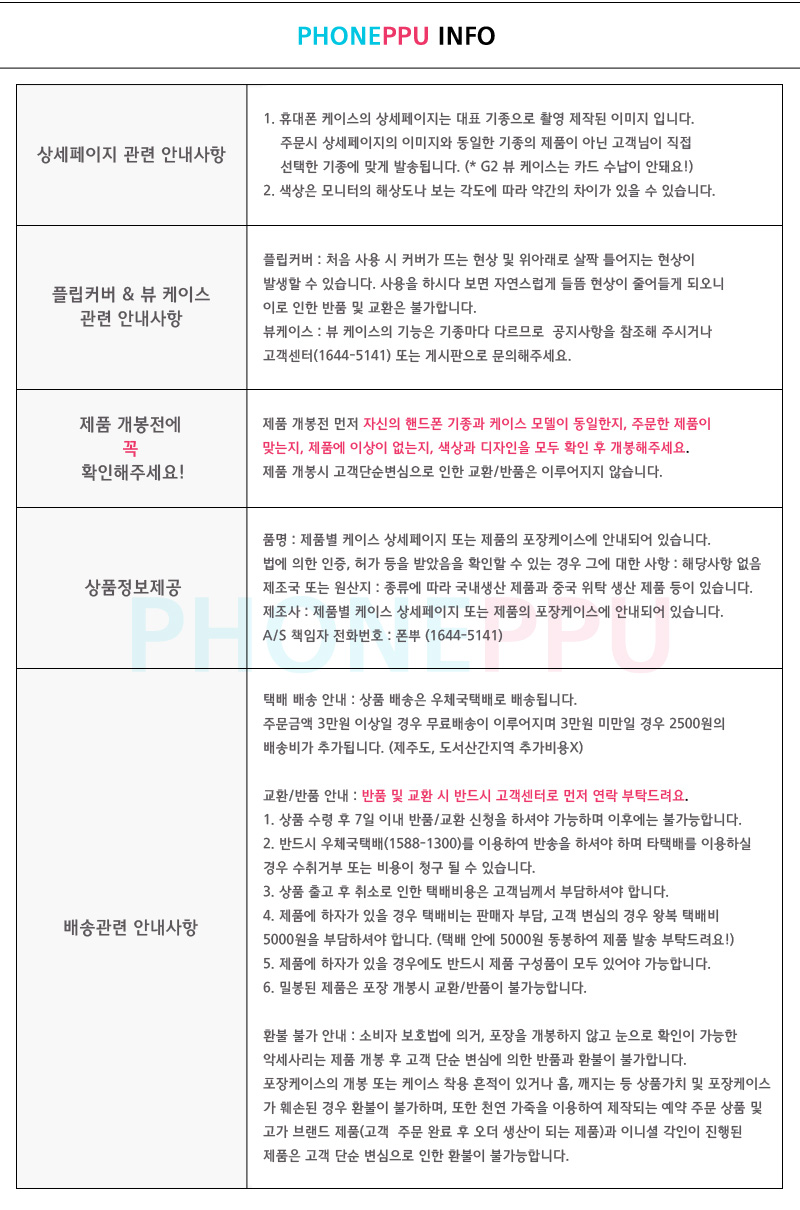 PHONEPPU INFO
상세페이지 관련 안내사항
1. 휴대폰 케이스의 상세페이지는 대표 기종으로 촬영 제작된 이미지 입니다.
주문시 상세페이지의 이미지와 동일한 기종의 제품이 아닌 고객님이 직접
선택한 기종에 맞게 발송됩니다. (* G2 뷰 케이스는 카드 수납이 안돼요!)
2. 색상은 모니터의 해상도나 보는 각도에 따라 약간의 차이가 있을 수 있습니다.
플립커버 & 뷰 케이스
관련 안내사항
플립커버 : 처음 사용 시 커버가 뜨는 현상 및 위아래로 살짝 틀어지는 현상이
발생할 수 있습니다. 사용을 하시다 보면 자연스럽게 들뜸 현상이 줄어들게 되오니
이로 인한 반품 및 교환은 불가합니다.
뷰케이스 : 뷰 케이스의 기능은 기종마다 다르므로 공지사항을 참조해 주시거나
고객센터(1644-5141) 또는 게시판으로 문의해주세요.
제품 개봉전에
꼭
확인해주세요!
제품 개봉전 먼저 자신의 핸드폰 기종과 케이스 모델이 동일한지, 주문한 제품이
맞는지, 제품에 이상이 없는지, 색상과 디자인을 모두 확인 후 개봉해주세요.
제품 개봉시 고객단순변심으로 인한 교환/반품은 이루어지지 않습니다.
상품정보제공
품명 : 제품별 케이스 상세페이지 또는 제품의 포장케이스에 안내되어 있습니다.
법에 의한 인증, 허가 등을 받았음을 확인할 수 있는 경우 그에 대한 사항 : 해당사항 없음
제조국 또는 원산지 : 종류에 따라 국내생산 제품과 중국 위탁 생산 제품 등이 있습니다.
제조사 : 제품별 케이스 상세페이지 또는 제품의 포장케이스에 안내되어 있습니다.
A/S 책임자 전화번호 : 폰뿌 (1644-5141)
PHONEPPU
배송관련 안내사항
택배 배송 안내 : 상품 배송은 우체국택배로 배송됩니다.
주문금액 3만원 이상일 경우 무료배송이 이루어지며 3만원 미만일 경우 2500원의
배송비가 추가됩니다. (제주도, 도서산간지역 추가비용X)
교환/반품 안내 : 반품 및 교환 시 반드시 고객센터로 먼저 연락 부탁드려요.
1. 상품 수령 후 7일 이내 반품/교환 신청을 하셔야 가능하며 이후에는 불가능합니다.
2. 반드시 우체국택배(1588-1300)를 이용하여 반송을 하셔야 하며 타택배를 이용하실
경우 수취거부 또는 비용이 청구 될 수 있습니다.
3. 상품 출고 후 취소로 인한 택배비용은 고객님께서 부담하셔야 합니다.
4. 제품에 하자가 있을 경우 택배비는 판매자 부담, 고객 변심의 경우 왕복 택배비
5000원을 부담하셔야 합니다. (택배 안에 5000원 동봉하여 제품 발송 부탁드려요!)
5. 제품에 하자가 있을 경우에도 반드시 제품 구성품이 모두 있어야 가능합니다.
6. 밀봉된 제품은 포장 개봉시 교환/반품이 불가능합니다.
환불 불가 안내 : 소비자 보호법에 의거, 포장을 개봉하지 않고 눈으로 확인이 가능한
악세사리는 제품 개봉 후 고객 단순 변심에 의한 반품과 환불이 불가합니다.
포장케이스의 개봉 또는 케이스 착용 흔적이 있거나 흠, 깨지는 등 상품가치 및 포장케이스
가 훼손된 경우 환불이 불가하며, 또한 천연 가죽을 이용하여 제작되는 예약 주문 상품 및
고가 브랜드 제품(고객 주문 완료 후 오더 생산이 되는 제품)과 이니셜 각인이 진행된
제품은 고객 단순 변심으로 인한 환불이 불가능합니다.